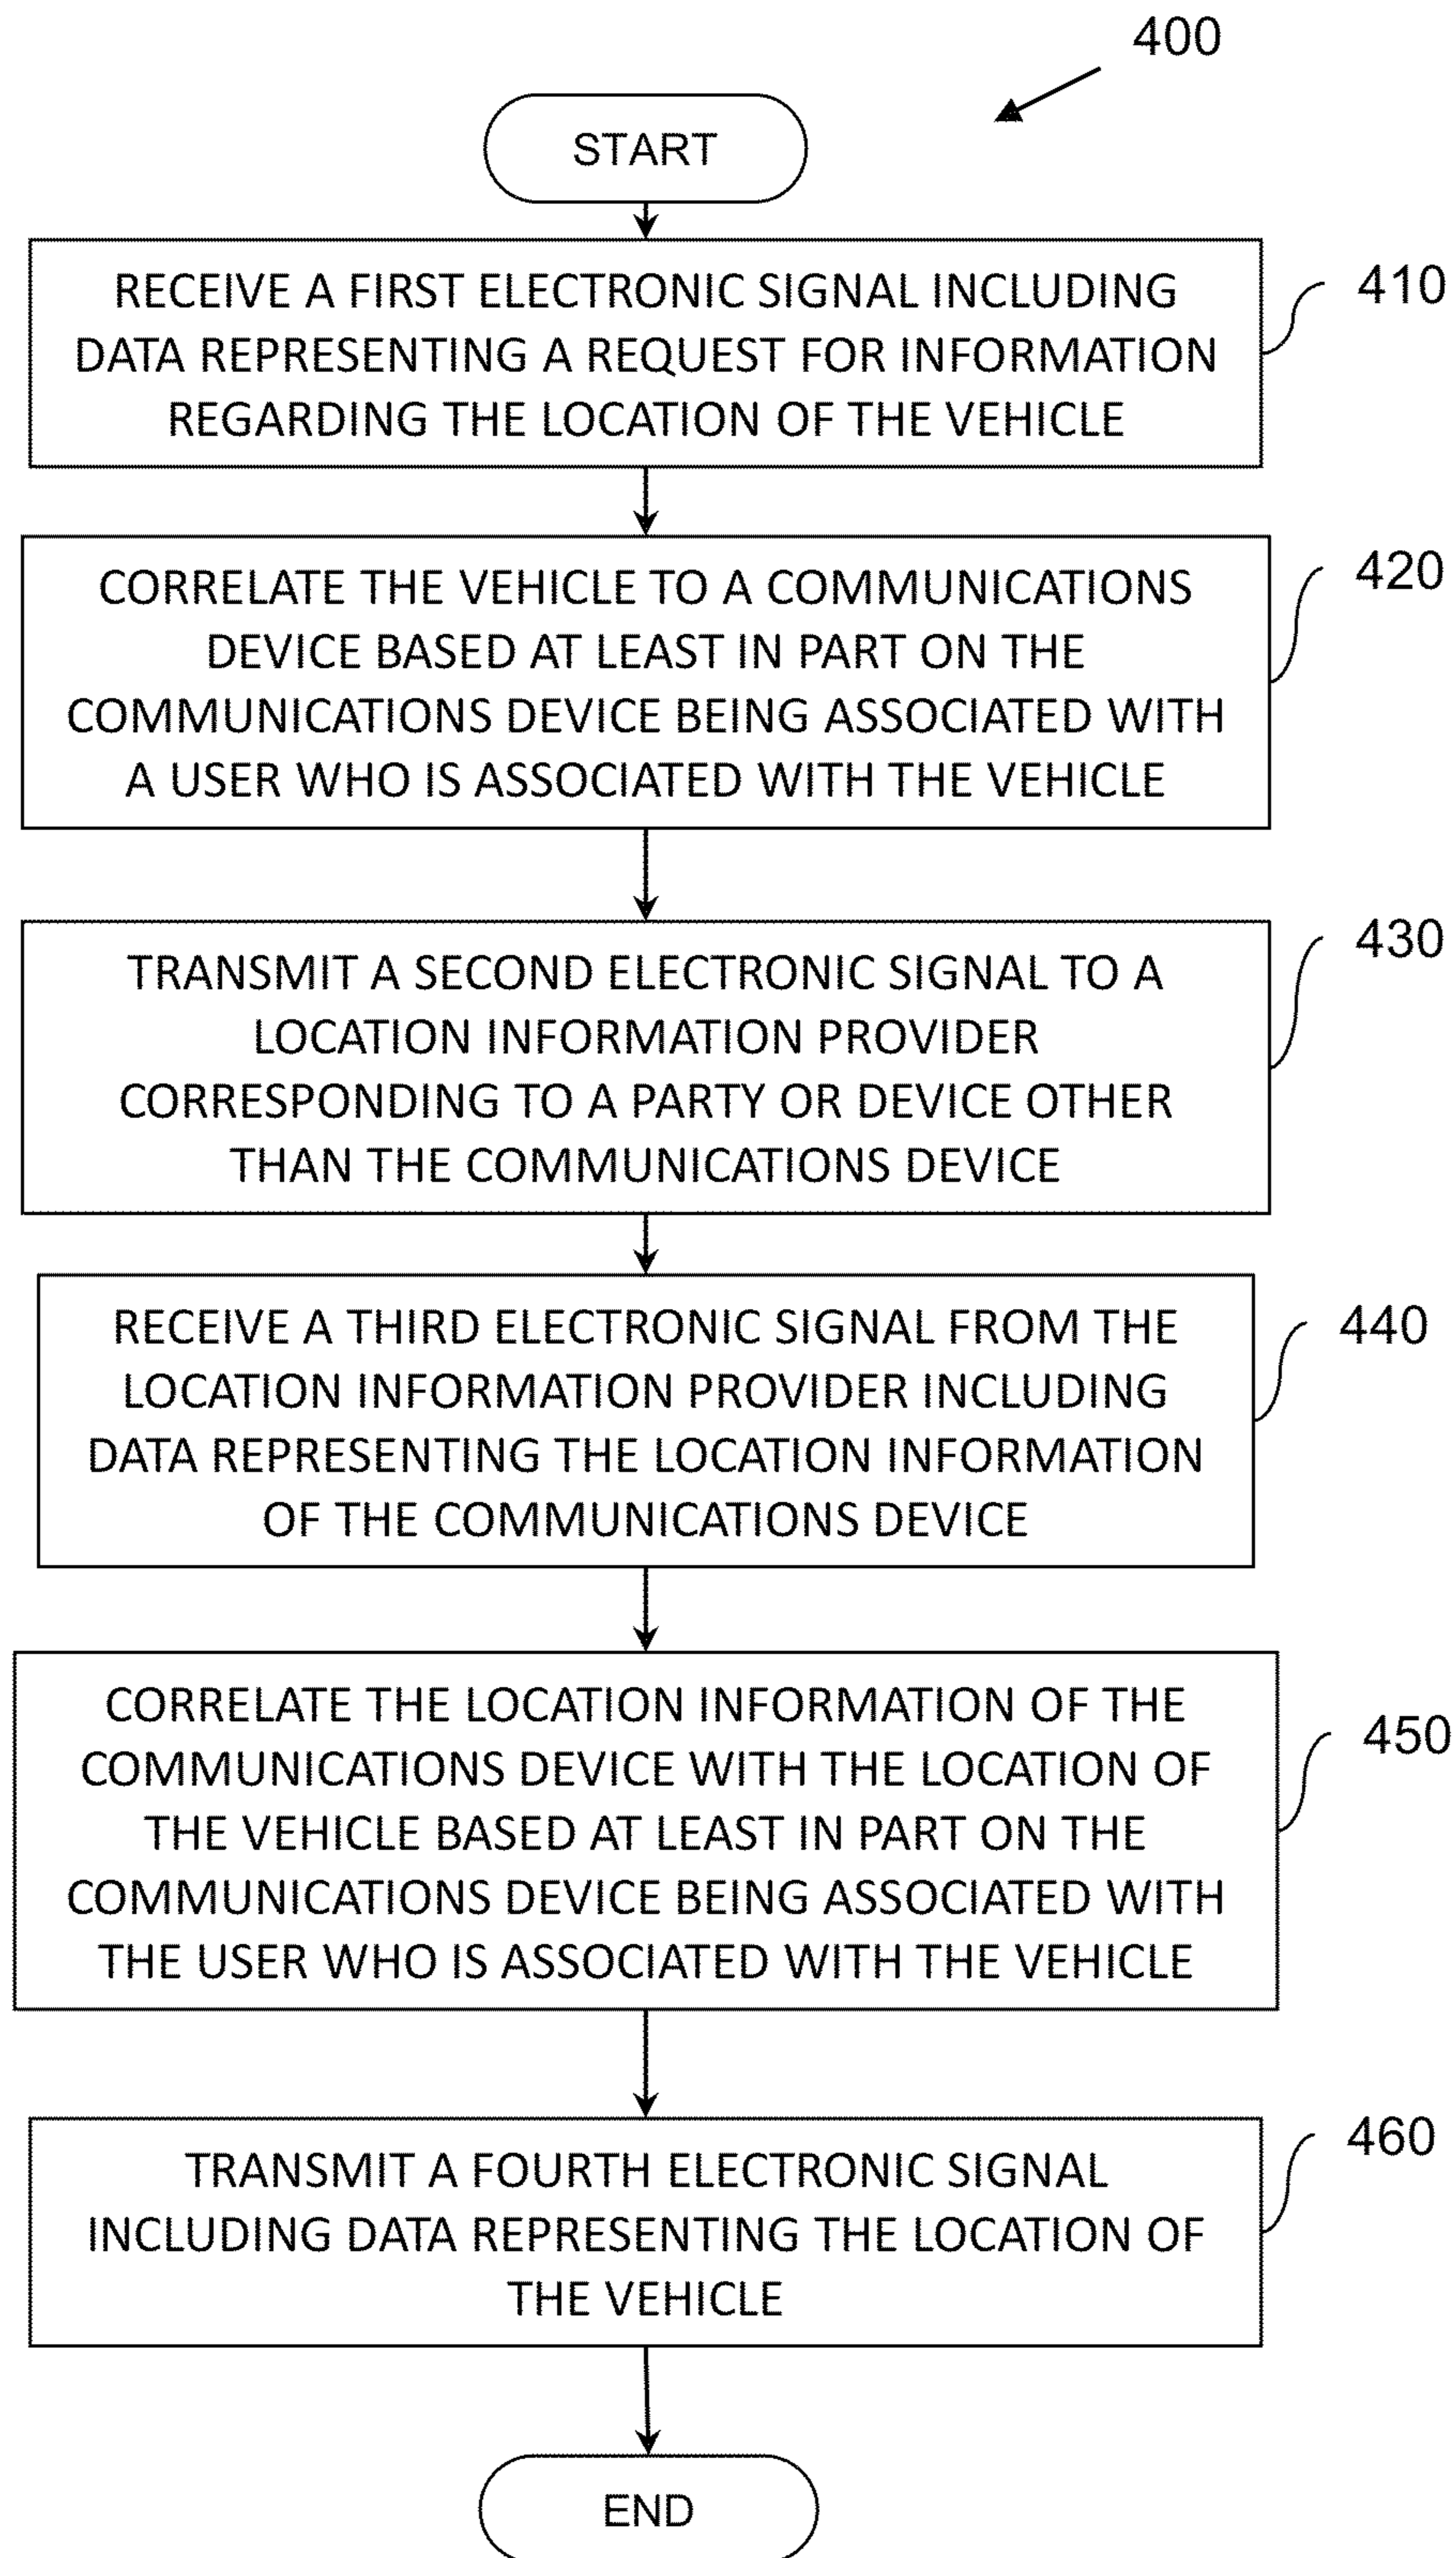 400
START
RECEIVE A FIRST ELECTRONIC SIGNAL INCLUDING
DATA REPRESENTING A REQUEST FOR INFORMATION
REGARDING THE LOCATION OF THE VEHICLE
410
CORRELATE THE VEHICLE TO A COMMUNICATIONS
DEVICE BASED AT LEAST IN PART ON THE
COMMUNICATIONS DEVICE BEING ASSOCIATED WITH
A USER WHO IS ASSOCIATED WITH THE VEHICLE
420
TRANSMIT A SECOND ELECTRONIC SIGNAL TO A
LOCATION INFORMATION PROVIDER
CORRESPONDING TO A PARTY OR DEVICE OTHER
THAN THE COMMUNICATIONS DEVICE
430
RECEIVE A THIRD ELECTRONIC SIGNAL FROM THE
LOCATION INFORMATION PROVIDER INCLUDING
DATA REPRESENTING THE LOCATION INFORMATION
OF THE COMMUNICATIONS DEVICE
440
CORRELATE THE LOCATION INFORMATION OF THE
COMMUNICATIONS DEVICE WITH THE LOCATION OF
THE VEHICLE BASED AT LEAST IN PART ON THE
COMMUNICATIONS DEVICE BEING ASSOCIATED WITH
THE USER WHO IS ASSOCIATED WITH THE VEHICLE
450
TRANSMIT A FOURTH ELECTRONIC SIGNAL
INCLUDING DATA REPRESENTING THE LOCATION OF
THE VEHICLE
460
END